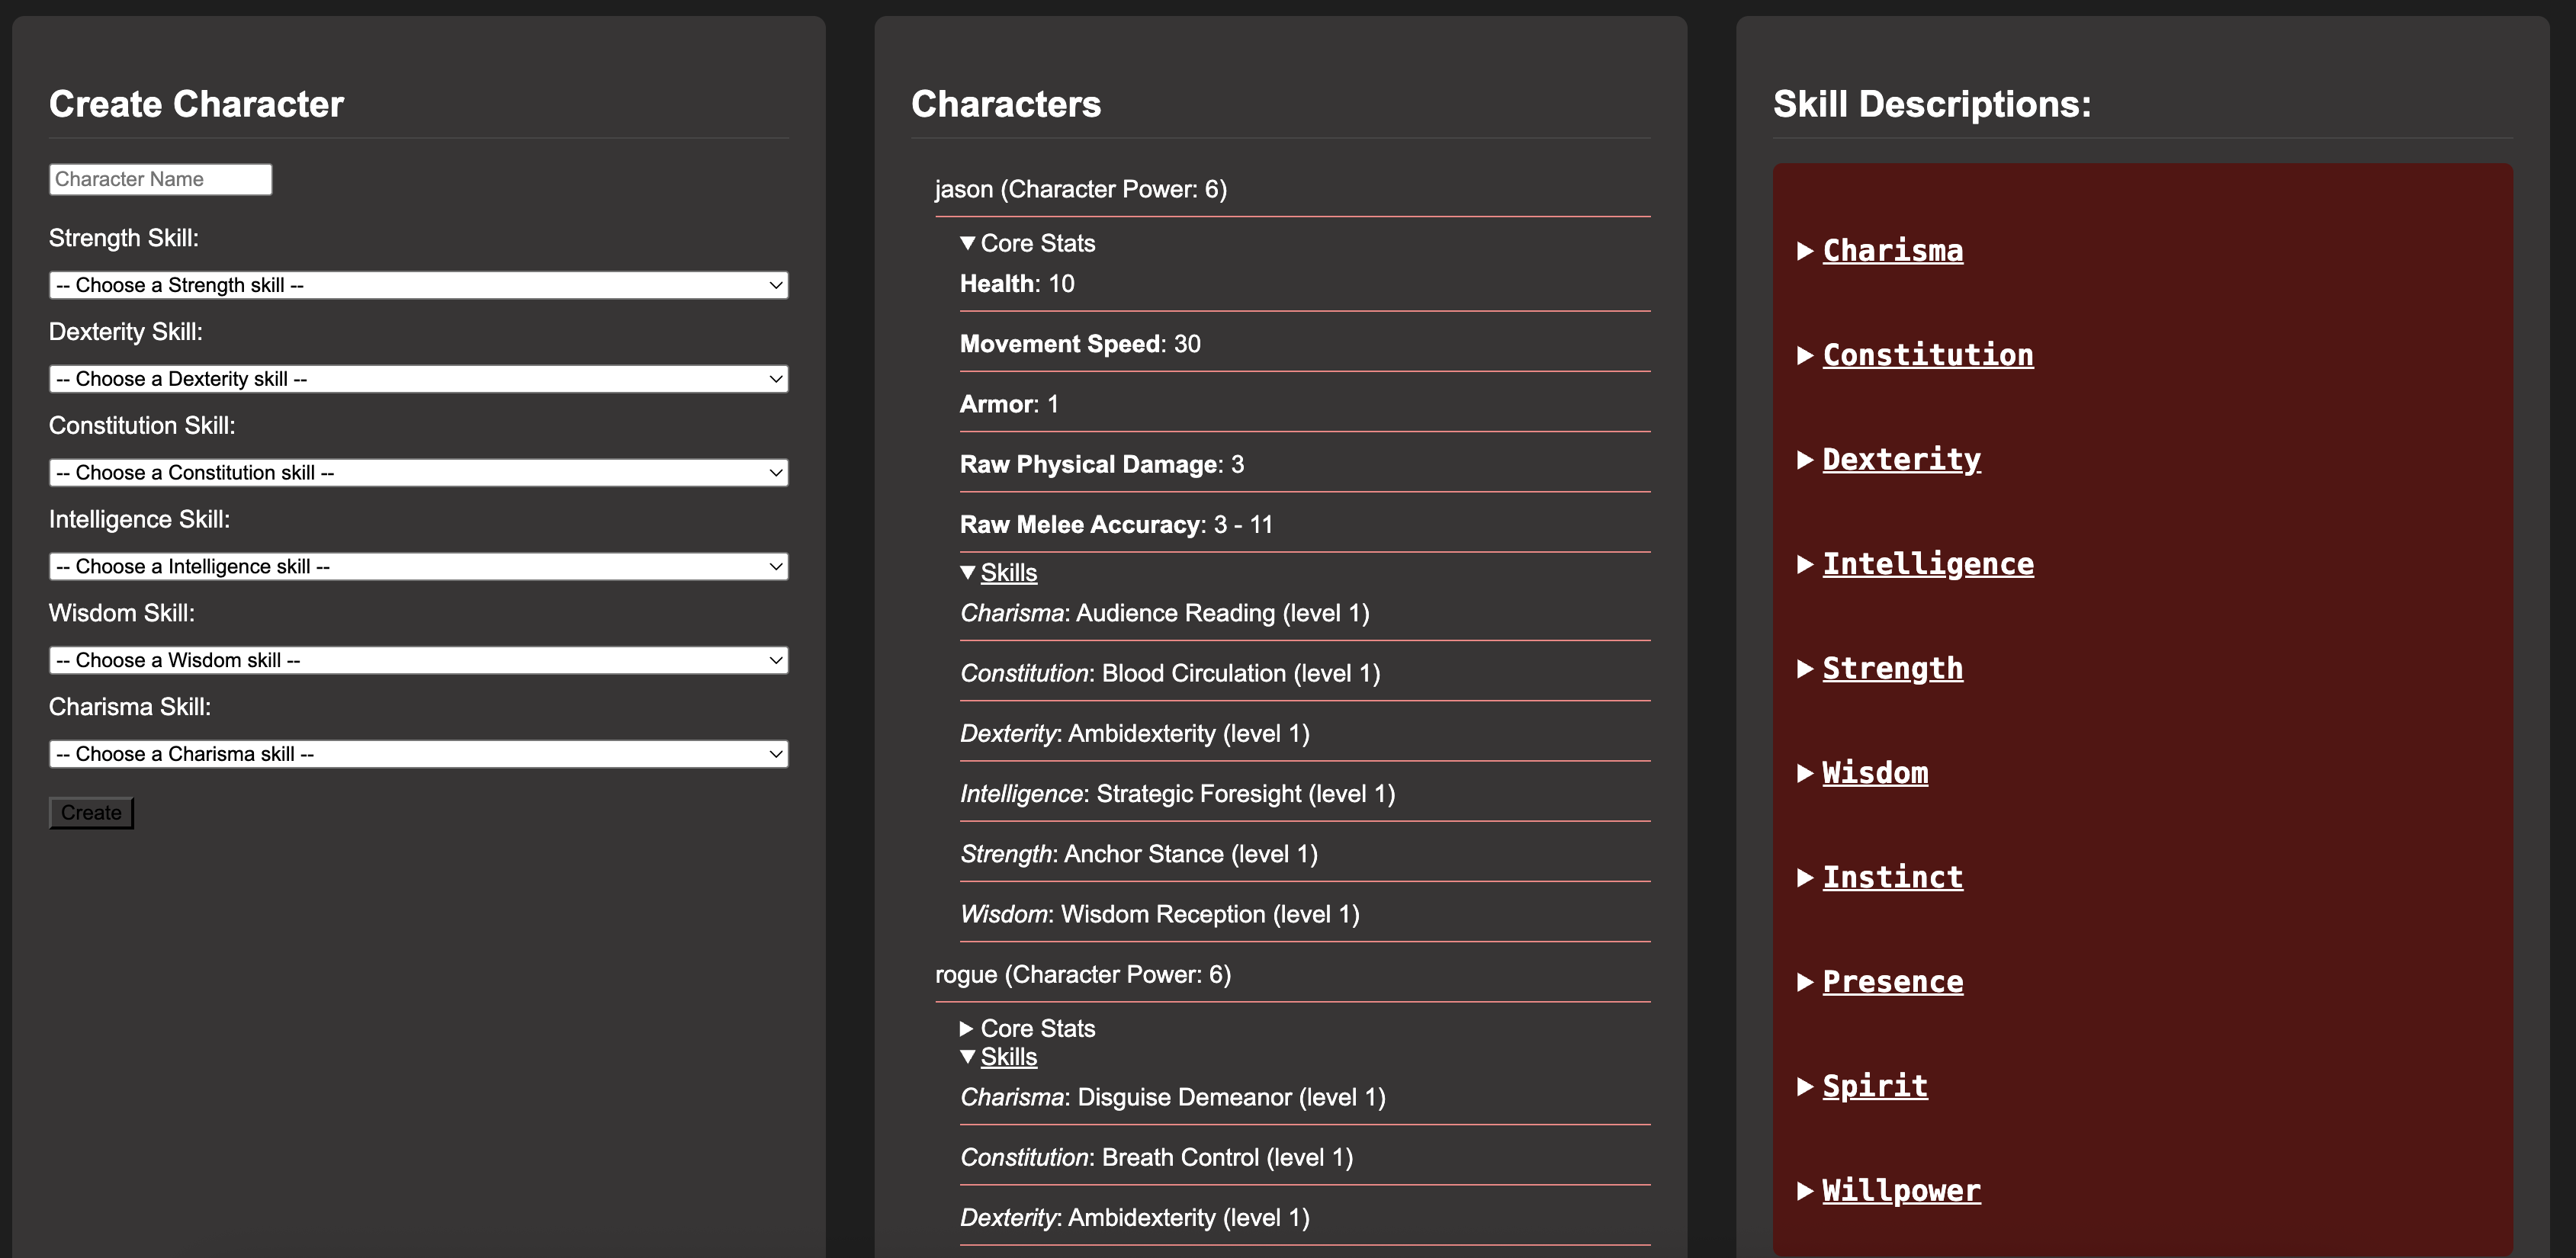 Create Character
Character Name
Strength Skill:
-- Choose a Strength skill --
Dexterity Skill:
-- Choose a Dexterity skill --
Constitution Skill:
-- Choose a Constitution skill --
Intelligence Skill:
-- Choose a Intelligence skill --
Wisdom Skill:
-- Choose a Wisdom skill --
Charisma Skill:
-- Choose a Charisma skill --
Create
Characters
jason (Character Power: 6)
Core Stats
Health: 10
Movement Speed: 30
Armor: 1
Raw Physical Damage: 3
Raw Melee Accuracy: 3 - 11
Skills
Charisma: Audience Reading (level 1)
Constitution: Blood Circulation (level 1)
Dexterity: Ambidexterity (level 1)
Intelligence: Strategic Foresight (level 1)
Strength: Anchor Stance (level 1)
Wisdom: Wisdom Reception (level 1)
rogue (Character Power: 6)
Core Stats
Skills
Charisma: Disguise Demeanor (level 1)
Constitution: Breath Control (level 1)
Dexterity: Ambidexterity (level 1)
Skill Descriptions:
Charisma
Constitution
Dexterity
Intelligence
Strength
Wisdom
Instinct
Presence
Spirit
Willpower